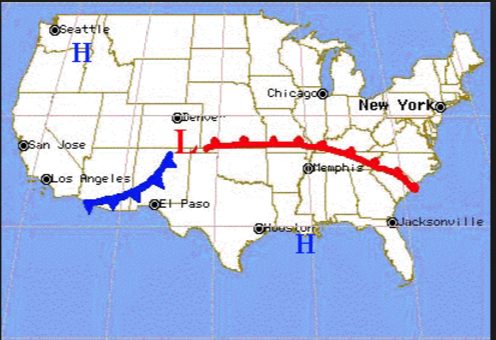 Seattle
H
Chicago
New York
Denver
San Jose
L
Memphis
Los Angeles
El Paso
Jacksonville
Houston
H